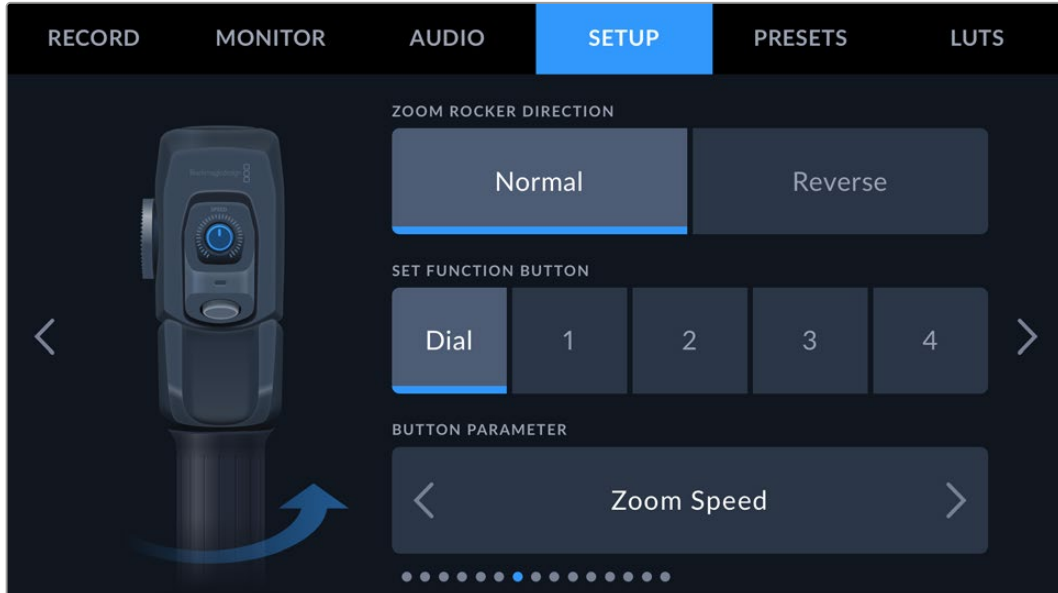 RECORD MONITOR AUDIO SETUP PRESETS LUTS
ZOOM ROCKER DIRECTION
Normal Reverse
SET FUNCTION BUTTON
Dial 1 2 3 4
BUTTON PARAMETER
Zoom Speed
SPEED